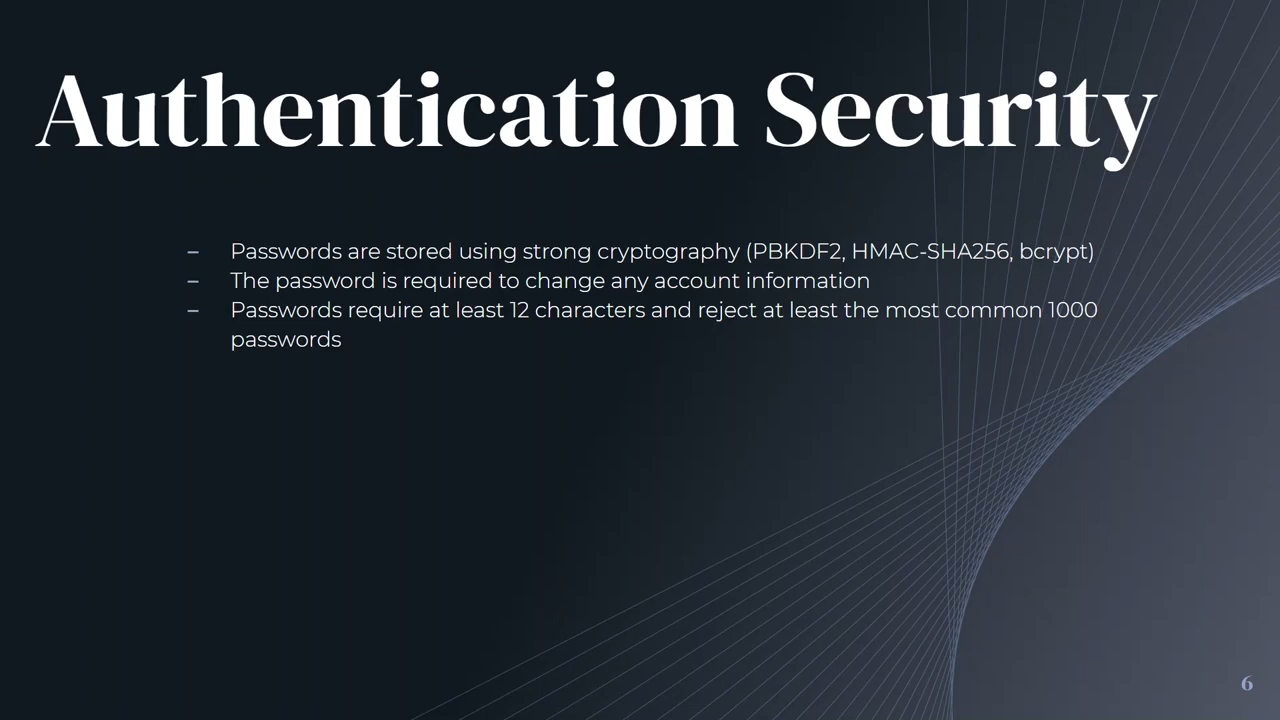 Authentication Security
– Passwords are stored using strong cryptography (PBKDF2, HMAC-SHA256, bcrypt)
– The password is required to change any account information
– Passwords require at least 12 characters and reject at least the most common 1000
passwords
6